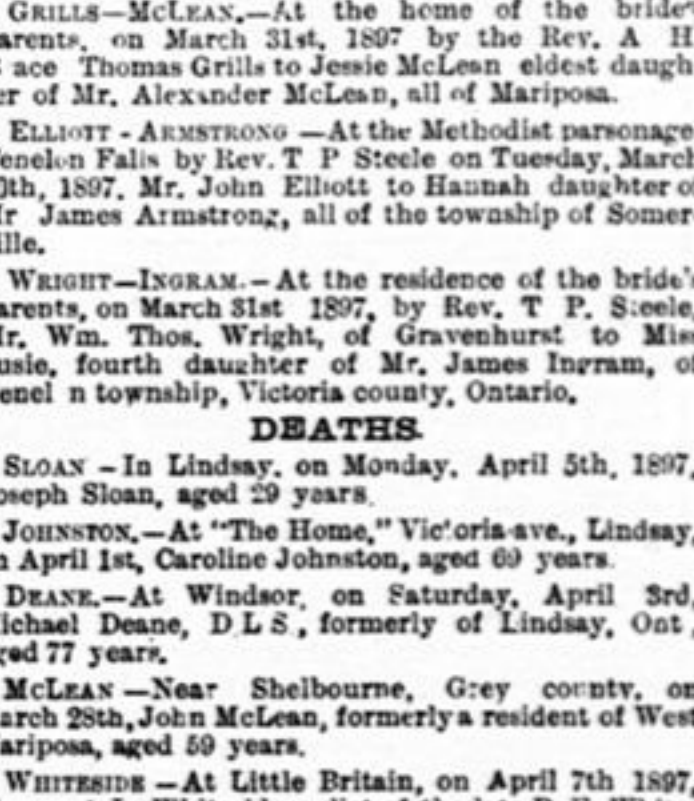 GRILLS—MCLEAN.—At the home of the bride'
arents, on March 31st, 1897 by the Rev. A H
ace Thomas Grills to Jessie McLean eldest daugh
er of Mr. Alexander McLean, all of Mariposa.
ELLIOTT - ARMSTRONG —At the Methodist parsonage
enelon Falls by Rev. T P Steele on Tuesday, March
0th, 1897. Mr. John Elliott to Hannah daughter o
r James Armstrong, all of the township of Somer
ille.
WRIGHT—INGRAM.—At the residence of the bride's
arents, on March 31st 1897, by Rev. T P. Steele,
r. Wm. Thos. Wright, of Gravenhurst to Mis
usie, fourth daughter of Mr. James Ingram, o
enel n township, Victoria county, Ontario.
DEATHS.
SLOAN —In Lindsay, on Monday, April 5th, 1897,
oseph Sloan, aged 29 years.
JOHNSTON.—At "The Home," Victoria-ave., Lindsay,
n April 1st, Caroline Johnston, aged 69 years.
DEANE.—At Windsor, on Saturday, April 3rd,
ichael Deane, D L S, formerly of Lindsay, Ont,
ged 77 years.
MCLEAN —Near Shelbourne, Grey county, on
arch 28th, John McLean, formerly a resident of West
ariposa, aged 59 years.
WHITESIDE —At Little Britain, on April 7th 1897,